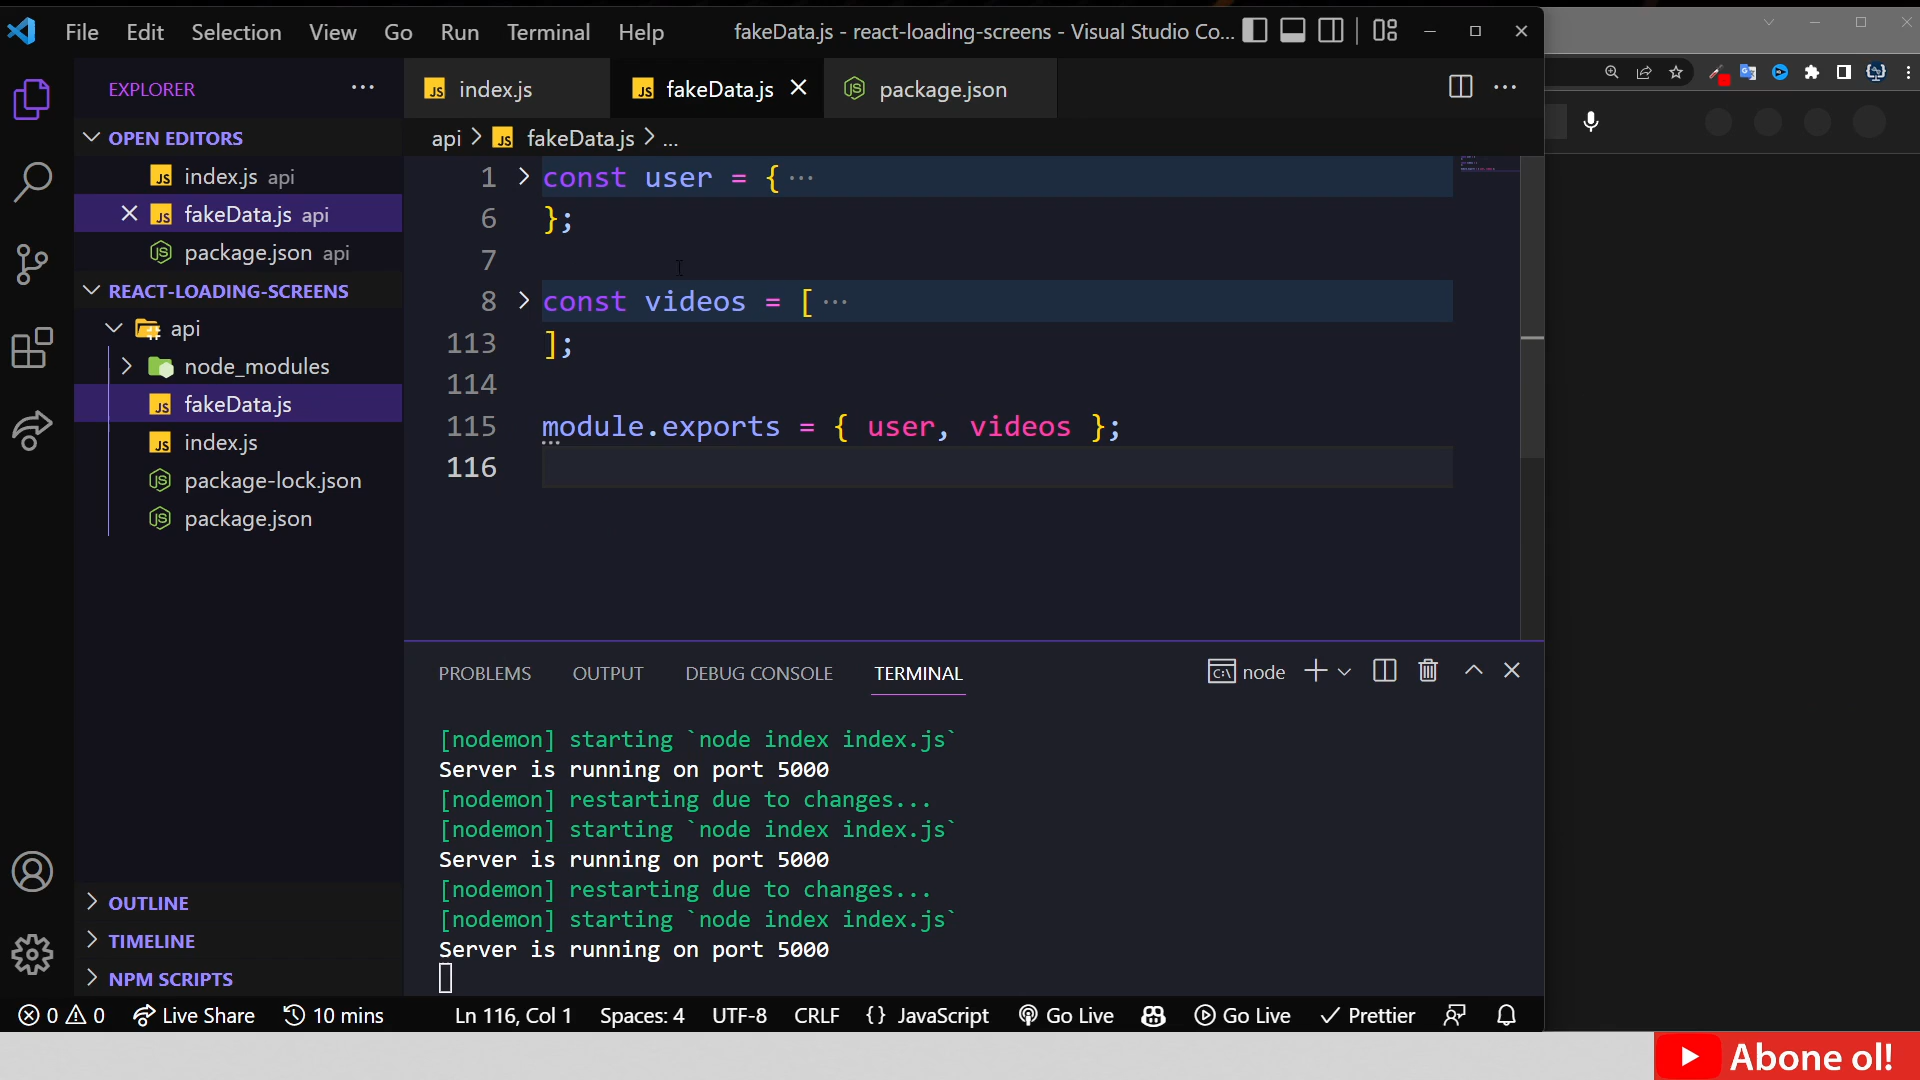 File Edit Selection View Go Run Terminal Help fakeData.js - react-loading-screens - Visual Studio Co...
EXPLORER
OPEN EDITORS
index.js api
fakeData.js api
package.json api
REACT-LOADING-SCREENS
api
node_modules
fakeData.js
index.js
package-lock.json
package.json
OUTLINE
TIMELINE
NPM SCRIPTS
index.js fakeData.js package.json
api > fakeData.js > ...
1 const user = { ...
6 };
7
8 const videos = [ ...
113 ];
114
115 module.exports = { user, videos };
116
PROBLEMS OUTPUT DEBUG CONSOLE TERMINAL node
[nodemon] starting `node index index.js`
Server is running on port 5000
[nodemon] restarting due to changes...
[nodemon] starting `node index index.js`
Server is running on port 5000
[nodemon] restarting due to changes...
[nodemon] starting `node index index.js`
Server is running on port 5000
0 0 Live Share 10 mins Ln 116, Col 1 Spaces: 4 UTF-8 CRLF {} JavaScript Go Live Go Live Prettier
Abone ol!